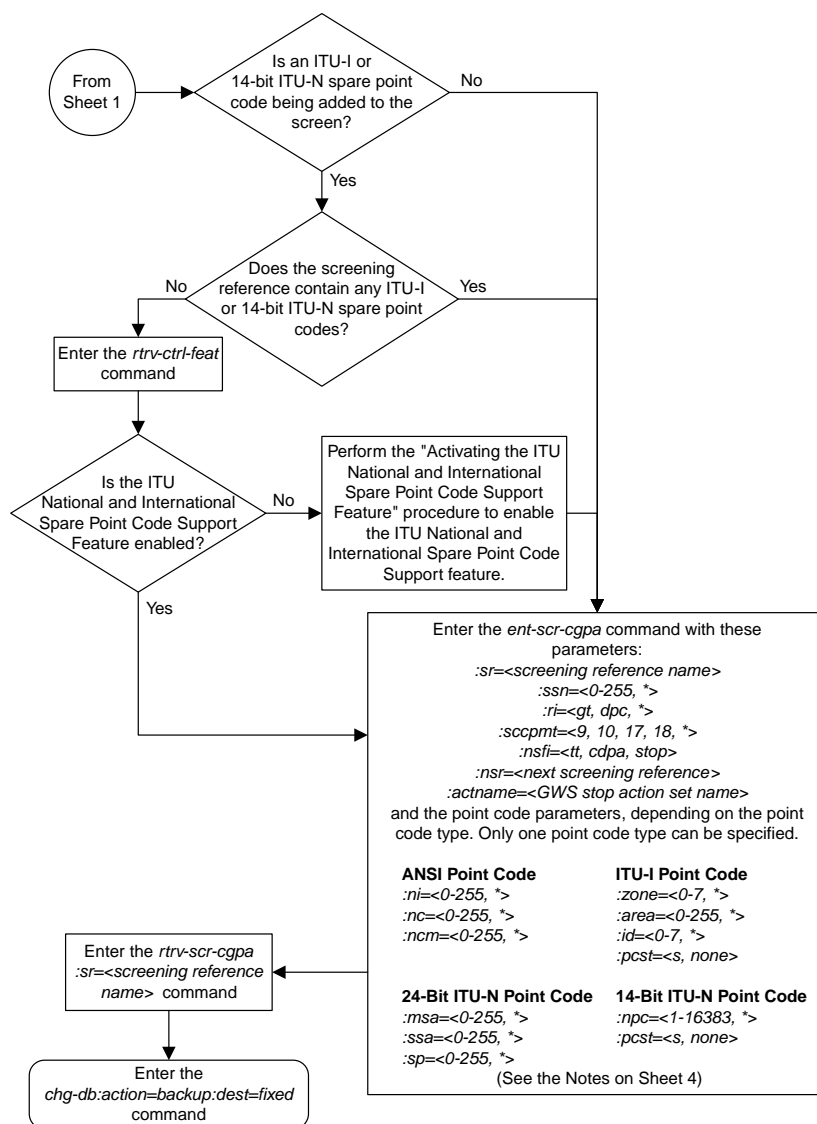 From
Sheet 1
Is an ITU-I or
14-bit ITU-N spare point
code being added to the
screen?
No
Yes
Does the screening
reference contain any ITU-I
or 14-bit ITU-N spare point
codes?
No
Yes
Enter the rtrv-ctrl-feat
command
Is the ITU
National and International
Spare Point Code Support
Feature enabled?
No
Yes
Perform the "Activating the ITU
National and International
Spare Point Code Support
Feature" procedure to enable
the ITU National and
International Spare Point Code
Support feature.
Enter the ent-scr-cgpa command with these
parameters:
:sr=<screening reference name>
:ssn=<0-255, *>
:ri=<gt, dpc, *>
:sccpmt=<9, 10, 17, 18, *>
:nsfi=<tt, cdpa, stop>
:nsr=<next screening reference>
:actname=<GWS stop action set name>
and the point code parameters, depending on the point
code type. Only one point code type can be specified.
ANSI Point Code
:ni=<0-255, *>
:nc=<0-255, *>
:ncm=<0-255, *>
ITU-I Point Code
:zone=<0-7, *>
:area=<0-255, *>
:id=<0-7, *>
:pcst=<s, none>
24-Bit ITU-N Point Code
:msa=<0-255, *>
:ssa=<0-255, *>
:sp=<0-255, *>
14-Bit ITU-N Point Code
:npc=<1-16383, *>
:pcst=<s, none>
(See the Notes on Sheet 4)
Enter the rtrv-scr-cgpa
:sr=<screening reference
name> command
Enter the
chg-db:action=backup:dest=fixed
command